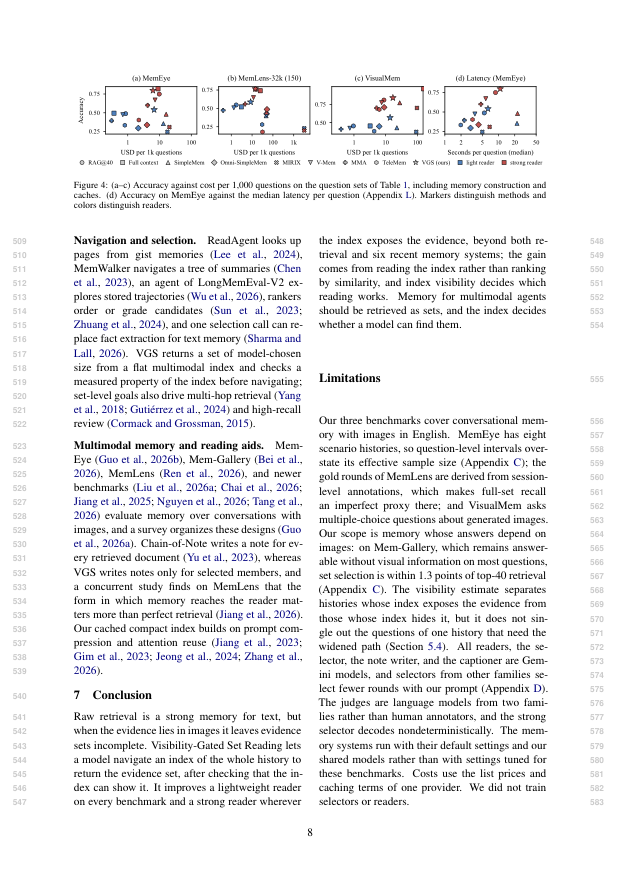 (a) MemEye
(b) MemLens-32k (150)
(c) VisualMem
(d) Latency (MemEye)
Accuracy
0.75
0.50
0.25
1
10
100
USD per 1k questions
0.75
0.50
0.25
1
10
100
1k
USD per 1k questions
0.75
0.50
1
10
100
USD per 1k questions
0.75
0.50
0.25
1
2
5
10
20
50
Seconds per question (median)
RAG@40 Full context SimpleMem Omni-SimpleMem MIRIX V-Mem MMA TeleMem VGS (ours) light reader strong reader
Figure 4: (a–c) Accuracy against cost per 1,000 questions on the question sets of Table 1, including memory construction and
caches. (d) Accuracy on MemEye against the median latency per question (Appendix L). Markers distinguish methods and
colors distinguish readers.
509 Navigation and selection. ReadAgent looks up
510 pages from gist memories (Lee et al., 2024),
511 MemWalker navigates a tree of summaries (Chen
512 et al., 2023), an agent of LongMemEval-V2 ex-
513 plores stored trajectories (Wu et al., 2026), rankers
514 order or grade candidates (Sun et al., 2023;
515 Zhuang et al., 2024), and one selection call can re-
516 place fact extraction for text memory (Sharma and
517 Lall, 2026). VGS returns a set of model-chosen
518 size from a flat multimodal index and checks a
519 measured property of the index before navigating;
520 set-level goals also drive multi-hop retrieval (Yang
521 et al., 2018; Gutiérrez et al., 2024) and high-recall
522 review (Cormack and Grossman, 2015).
523 Multimodal memory and reading aids. Mem-
524 Eye (Guo et al., 2026b), Mem-Gallery (Bei et al.,
525 2026), MemLens (Ren et al., 2026), and newer
526 benchmarks (Liu et al., 2026a; Chai et al., 2026;
527 Jiang et al., 2025; Nguyen et al., 2026; Tang et al.,
528 2026) evaluate memory over conversations with
529 images, and a survey organizes these designs (Guo
530 et al., 2026a). Chain-of-Note writes a note for ev-
531 ery retrieved document (Yu et al., 2023), whereas
532 VGS writes notes only for selected members, and
533 a concurrent study finds on MemLens that the
534 form in which memory reaches the reader mat-
535 ters more than perfect retrieval (Jiang et al., 2026).
536 Our cached compact index builds on prompt com-
537 pression and attention reuse (Jiang et al., 2023;
538 Gim et al., 2023; Jeong et al., 2024; Zhang et al.,
539 2026).
540 7 Conclusion
541 Raw retrieval is a strong memory for text, but
542 when the evidence lies in images it leaves evidence
543 sets incomplete. Visibility-Gated Set Reading lets
544 a model navigate an index of the whole history to
545 return the evidence set, after checking that the in-
546 dex can show it. It improves a lightweight reader
547 on every benchmark and a strong reader wherever
the index exposes the evidence, beyond both re- 548
trieval and six recent memory systems; the gain 549
comes from reading the index rather than ranking 550
by similarity, and index visibility decides which 551
reading works. Memory for multimodal agents 552
should be retrieved as sets, and the index decides 553
whether a model can find them. 554
Limitations 555
Our three benchmarks cover conversational mem- 556
ory with images in English. MemEye has eight 557
scenario histories, so question-level intervals over- 558
state its effective sample size (Appendix C); the 559
gold rounds of MemLens are derived from session- 560
level annotations, which makes full-set recall 561
an imperfect proxy there; and VisualMem asks 562
multiple-choice questions about generated images. 563
Our scope is memory whose answers depend on 564
images: on Mem-Gallery, which remains answer- 565
able without visual information on most questions, 566
set selection is within 1.3 points of top-40 retrieval 567
(Appendix C). The visibility estimate separates 568
histories whose index exposes the evidence from 569
those whose index hides it, but it does not sin- 570
gle out the questions of one history that need the 571
widened path (Section 5.4). All readers, the se- 572
lector, the note writer, and the captioner are Gem- 573
ini models, and selectors from other families se- 574
lect fewer rounds with our prompt (Appendix D). 575
The judges are language models from two fami- 576
lies rather than human annotators, and the strong 577
selector decodes nondeterministically. The mem- 578
ory systems run with their default settings and our 579
shared models rather than with settings tuned for 580
these benchmarks. Costs use the list prices and 581
caching terms of one provider. We did not train 582
selectors or readers. 583
8